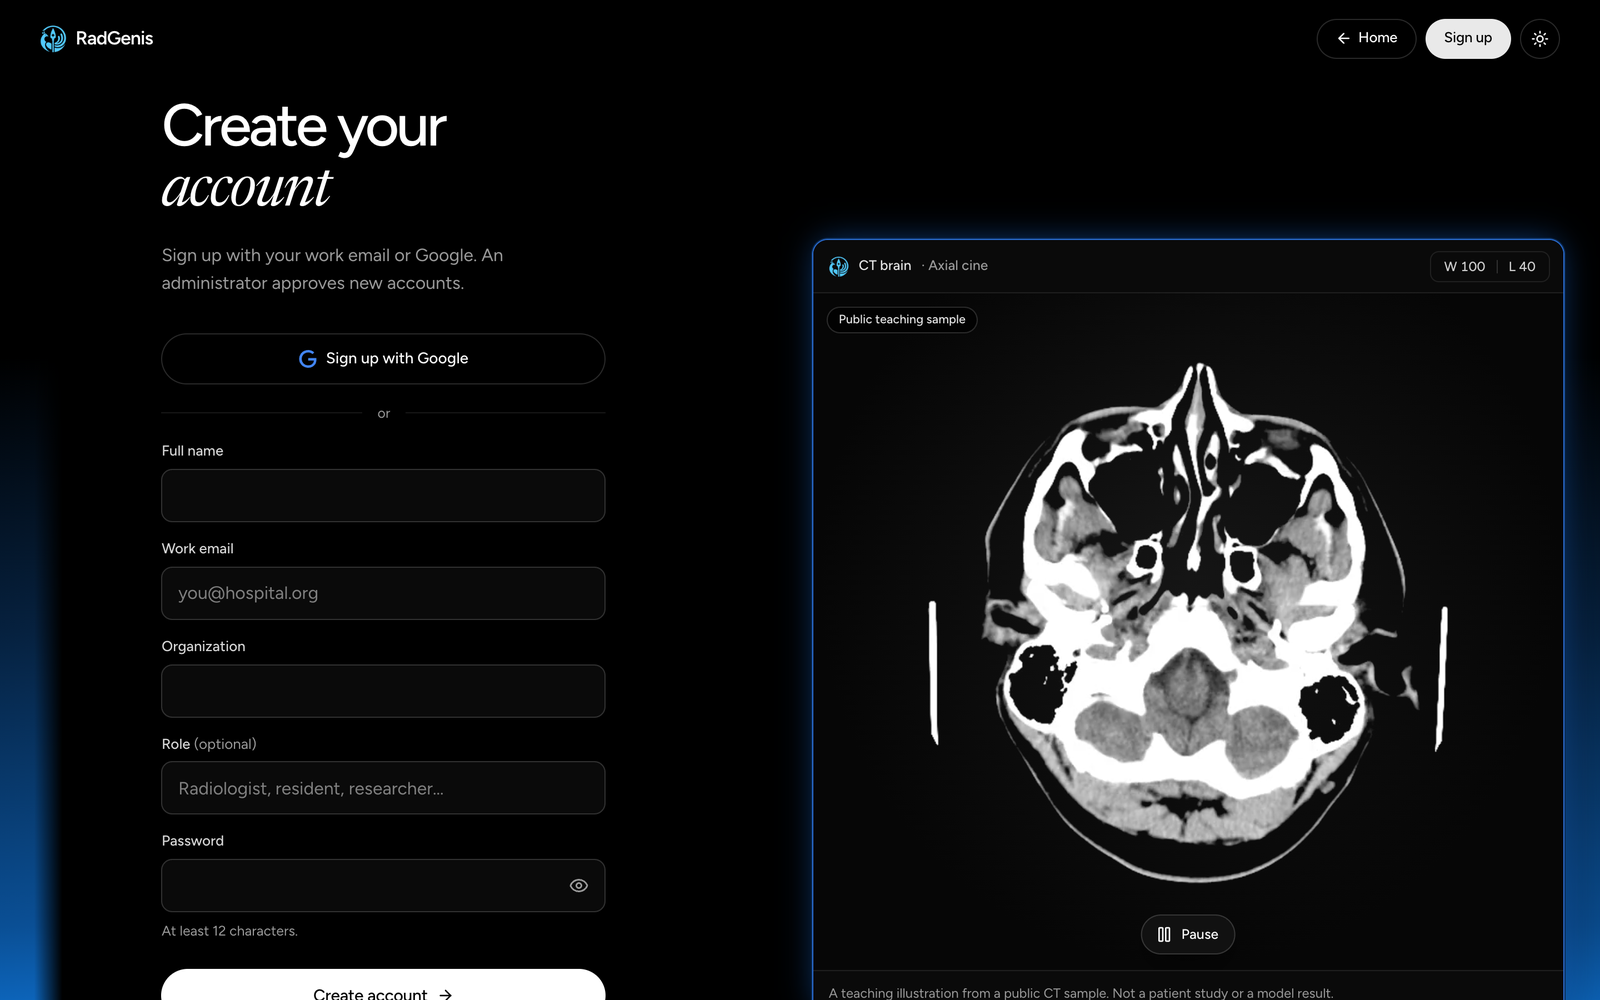 RadGenis
Home
Sign up
Create your
account
Sign up with your work email or Google. An
administrator approves new accounts.
Sign up with Google
or
Full name
Work email
you@hospital.org
Organization
Role (optional)
Radiologist, resident, researcher...
Password
At least 12 characters.
Create account
CT brain · Axial cine
W 100 | L 40
Public teaching sample
Pause
A teaching illustration from a public CT sample. Not a patient study or a model result.